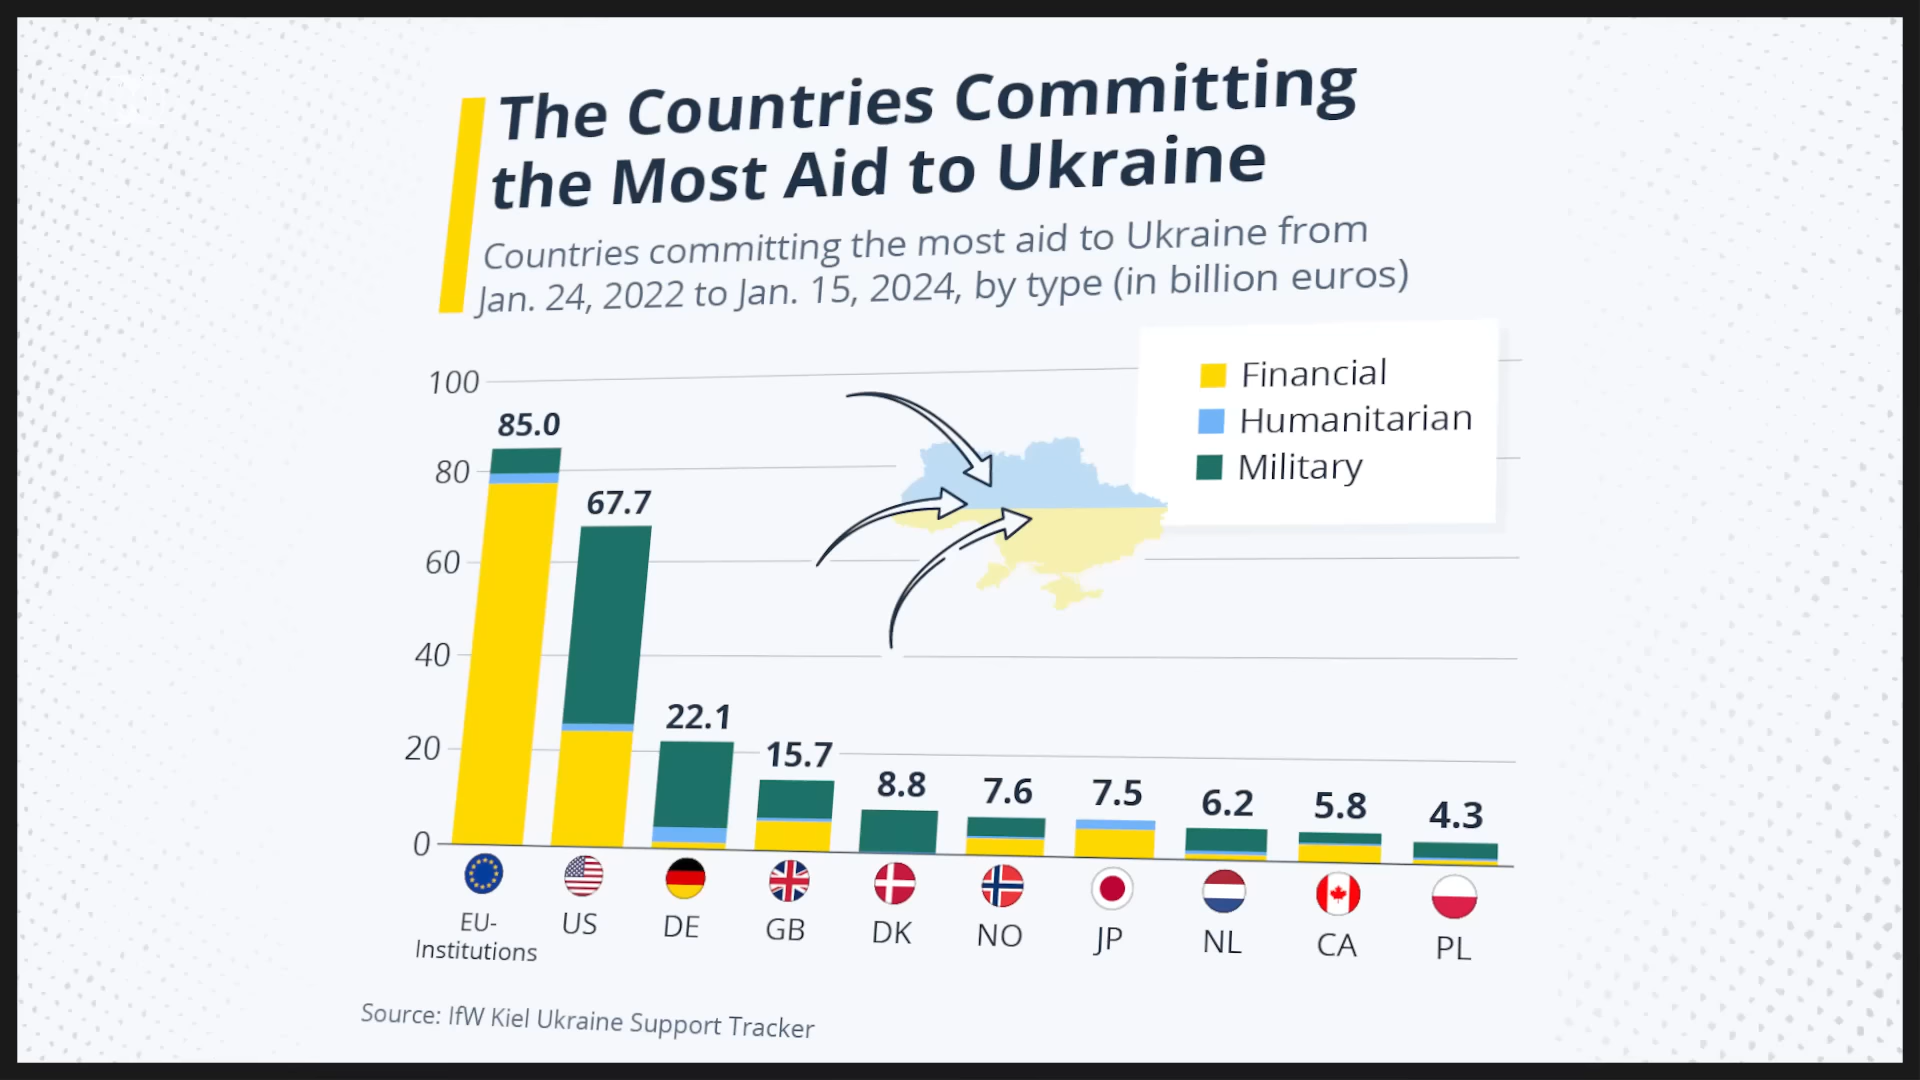 The Countries Committing
the Most Aid to Ukraine
Countries committing the most aid to Ukraine from
Jan. 24, 2022 to Jan. 15, 2024, by type (in billion euros)
Financial
Humanitarian
Military
100
80
60
40
20
0
85.0
67.7
22.1
15.7
8.8
7.6
7.5
6.2
5.8
4.3
EU-
Institutions
US
DE
GB
DK
NO
JP
NL
CA
PL
Source: IfW Kiel Ukraine Support Tracker